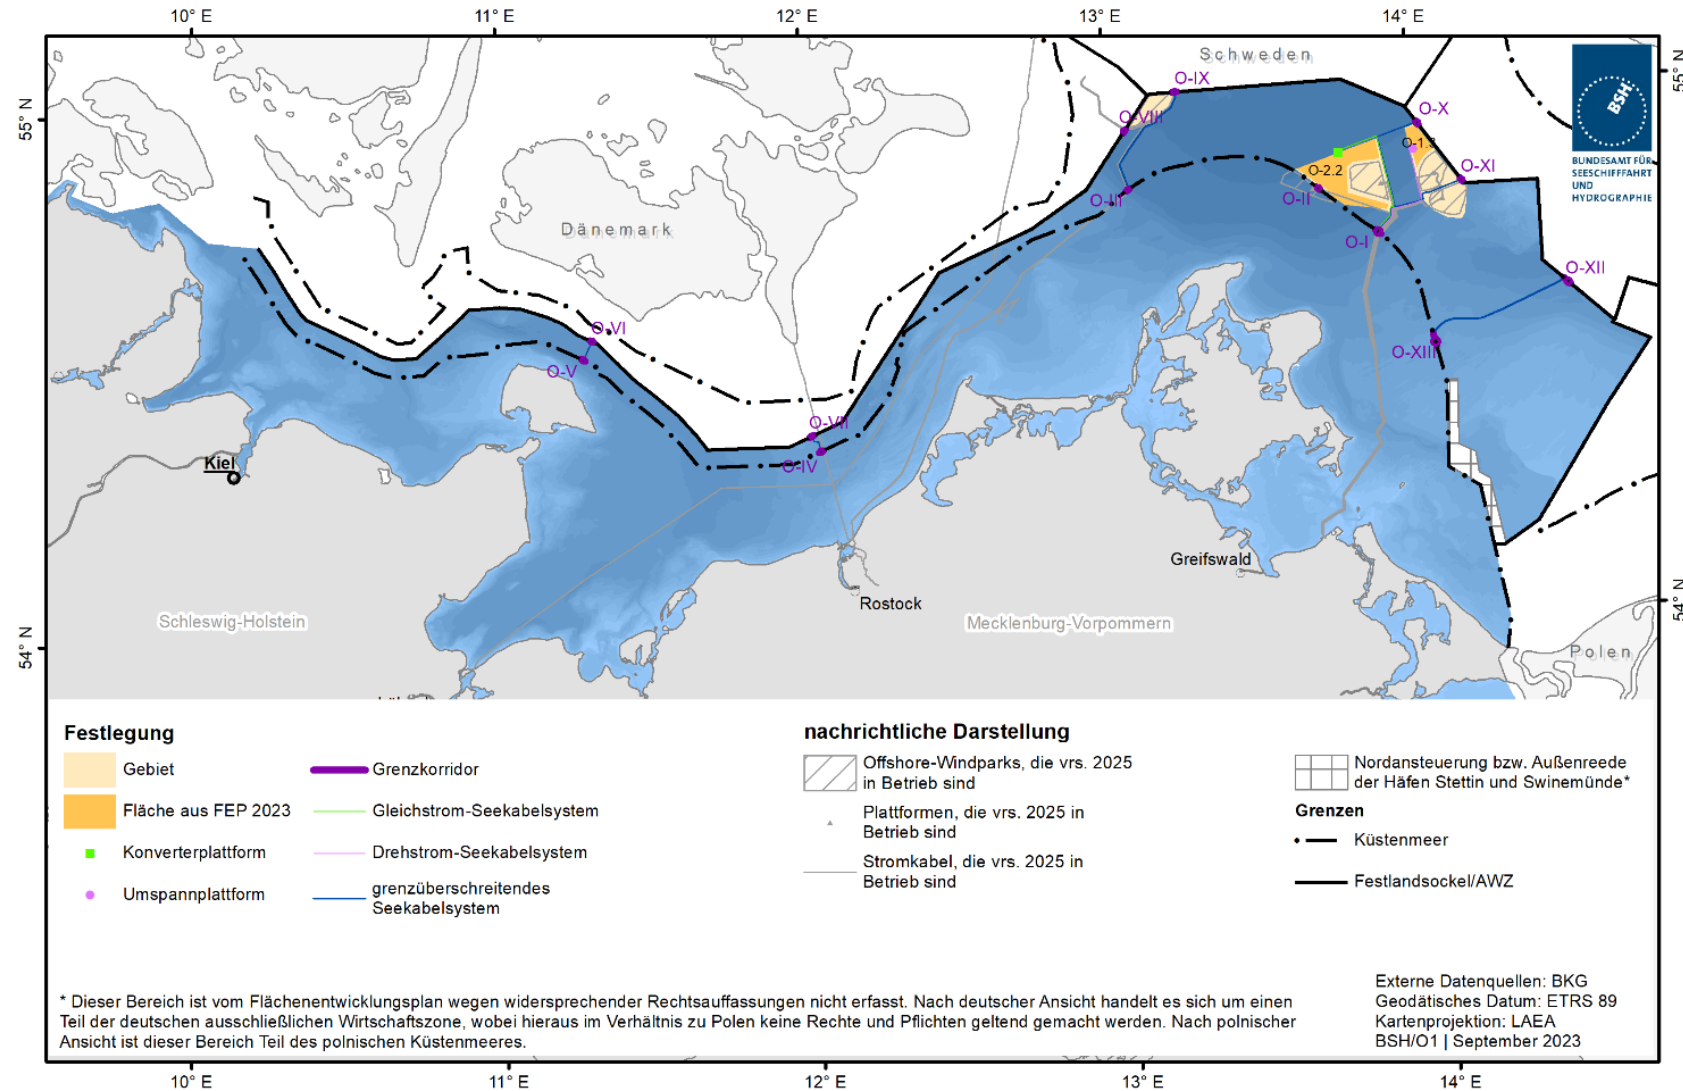 10° E
11° E
12° E
13° E
14° E
55° N
55° N
Schweden
O-IX
O-VIII
O-X
O-XI
O-2.2
O-II
O-III
O-I
O-XII
O-XIII
BSH
BUNDESAMT FÜR
SEESCHIFFFAHRT
UND
HYDROGRAPHIE
Dänemark
O-VI
O-V
O-VII
O-IV
Kiel
Greifswald
Rostock
Schleswig-Holstein
Mecklenburg-Vorpommern
Polen
54° N
54° N
Festlegung
Gebiet
Fläche aus FEP 2023
Konverterplattform
Umspannplattform
Grenzkorridor
Gleichstrom-Seekabelsystem
Drehstrom-Seekabelsystem
grenzüberschreitendes
Seekabelsystem
nachrichtliche Darstellung
Offshore-Windparks, die vrs. 2025
in Betrieb sind
Plattformen, die vrs. 2025 in
Betrieb sind
Stromkabel, die vrs. 2025 in
Betrieb sind
Nordansteuerung bzw. Außenreede
der Häfen Stettin und Swinemünde*
Grenzen
Küstenmeer
Festlandsockel/AWZ
* Dieser Bereich ist vom Flächenentwicklungsplan wegen widersprechender Rechtsauffassungen nicht erfasst. Nach deutscher Ansicht handelt es sich um einen
Teil der deutschen ausschließlichen Wirtschaftszone, wobei hieraus im Verhältnis zu Polen keine Rechte und Pflichten geltend gemacht werden. Nach polnischer
Ansicht ist dieser Bereich Teil des polnischen Küstenmeeres.
Externe Datenquellen: BKG
Geodätisches Datum: ETRS 89
Kartenprojektion: LAEA
BSH/O1 | September 2023
10° E
11° E
12° E
13° E
14° E